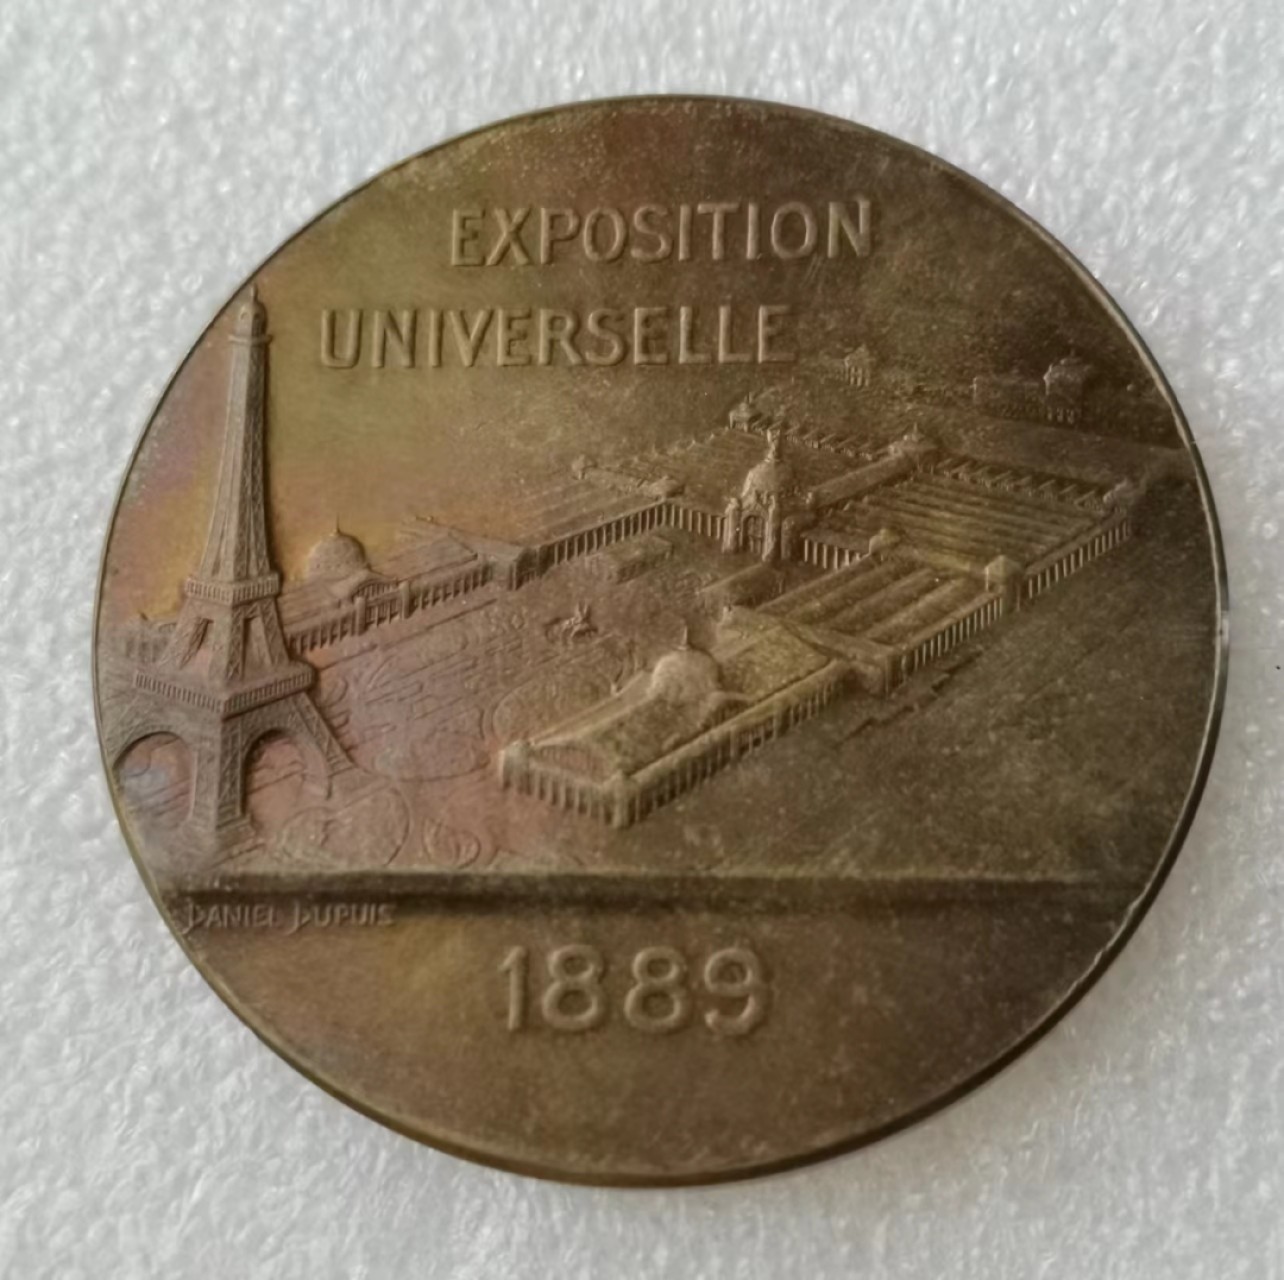 EXPOSITION
UNIVERSELLE
DANIEL DUPUIS
1889